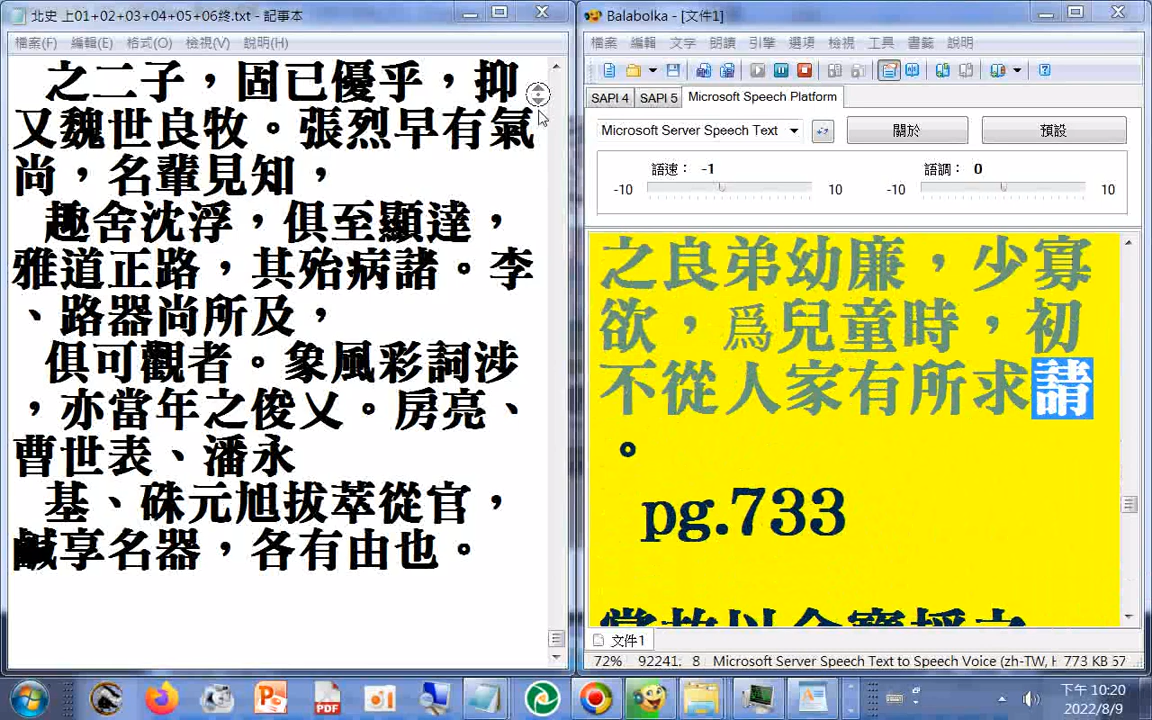 北史 上01+02+03+04+05+06终.txt - 記事本
檔案(F) 編輯(E) 格式(O) 檢視(V) 說明(H)
之二子，固已優乎，抑
又魏世良牧。張烈早有氣
尚，名輩見知，
趣舍沈浮，俱至顯達，
雅道正路，其殆病諸。李
、路器尚所及，
俱可觀者。象風彩詞涉
，亦當年之俊乂。房亮、
曹世表、潘永
基、硃元旭拔萃從官，
鹹享名器，各有由也。
Balabolka - [文件1]
檔案 編輯 文字 朗讀 引擎 選項 檢視 工具 書籤 說明
SAPI 4 SAPI 5 Microsoft Speech Platform
Microsoft Server Speech Text 關於 預設
語速： -1 語調： 0
-10 10 -10 10
之良弟幼廉，少寡
欲，爲兒童時，初
不從人家有所求請
。
pg.733
嘗故以金寶授之
文件1
72% 92241. 8 Microsoft Server Speech Text to Speech Voice (zh-TW, H 773 KB 57
下午 10:20
2022/8/9